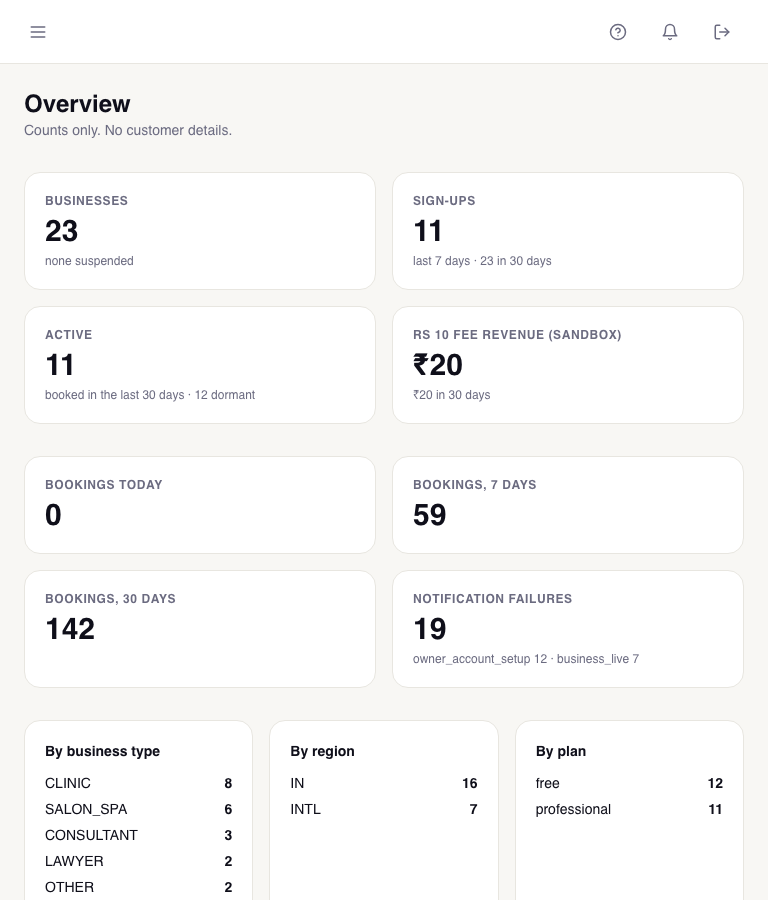 Overview
Counts only. No customer details.
BUSINESSES
23
none suspended
SIGN-UPS
11
last 7 days · 23 in 30 days
ACTIVE
11
booked in the last 30 days · 12 dormant
RS 10 FEE REVENUE (SANDBOX)
₹20
₹20 in 30 days
BOOKINGS TODAY
0
BOOKINGS, 7 DAYS
59
BOOKINGS, 30 DAYS
142
NOTIFICATION FAILURES
19
owner_account_setup 12 · business_live 7
By business type
CLINIC 8
SALON_SPA 6
CONSULTANT 3
LAWYER 2
OTHER 2
By region
IN 16
INTL 7
By plan
free 12
professional 11